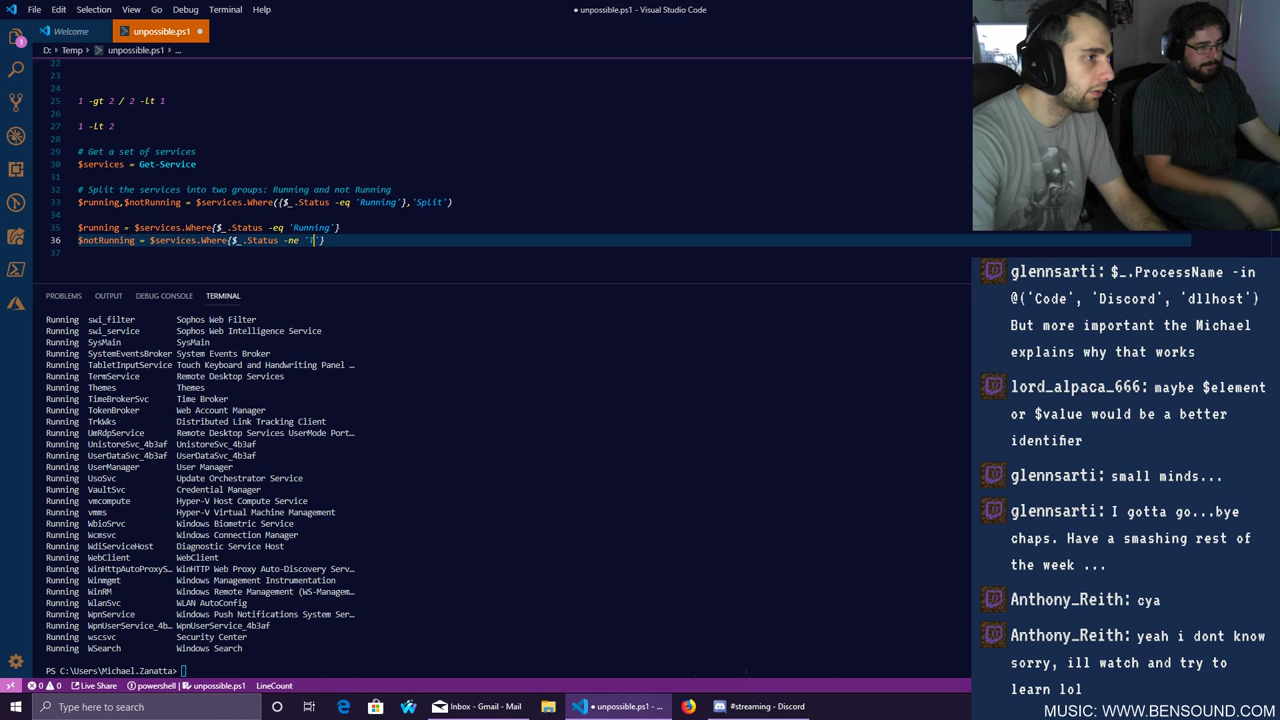 File Edit Selection View Go Debug Terminal Help
● unpossible.ps1 - Visual Studio Code
Welcome
unpossible.ps1 ●
D: › Temp › unpossible.ps1 › ...
22
23
24
25 1 -gt 2 / 2 -lt 1
26
27 1 -lt 2
28
29 # Get a set of services
30 $services = Get-Service
31
32 # Split the services into two groups: Running and not Running
33 $running,$notRunning = $services.Where({$_.Status -eq 'Running'},'Split')
34
35 $running = $services.Where{$_.Status -eq 'Running'}
36 $notRunning = $services.Where{$_.Status -ne 'T'}
37
PROBLEMS OUTPUT DEBUG CONSOLE TERMINAL
Running swi_filter Sophos Web Filter
Running swi_service Sophos Web Intelligence Service
Running SysMain SysMain
Running SystemEventsBroker System Events Broker
Running TabletInputService Touch Keyboard and Handwriting Panel …
Running TermService Remote Desktop Services
Running Themes Themes
Running TimeBrokerSvc Time Broker
Running TokenBroker Web Account Manager
Running TrkWks Distributed Link Tracking Client
Running UmRdpService Remote Desktop Services UserMode Port…
Running UnistoreSvc_4b3af UnistoreSvc_4b3af
Running UserDataSvc_4b3af UserDataSvc_4b3af
Running UserManager User Manager
Running UsoSvc Update Orchestrator Service
Running VaultSvc Credential Manager
Running vmcompute Hyper-V Host Compute Service
Running vmms Hyper-V Virtual Machine Management
Running WbioSrvc Windows Biometric Service
Running Wcmsvc Windows Connection Manager
Running WdiServiceHost Diagnostic Service Host
Running WebClient WebClient
Running WinHttpAutoProxyS… WinHTTP Web Proxy Auto-Discovery Serv…
Running Winmgmt Windows Management Instrumentation
Running WinRM Windows Remote Management (WS-Managem…
Running WlanSvc WLAN AutoConfig
Running WpnService Windows Push Notifications System Ser…
Running WpnUserService_4b… WpnUserService_4b3af
Running wscsvc Security Center
Running WSearch Windows Search
PS C:\Users\Michael.Zanatta>
0 0 Live Share powershell | unpossible.ps1 LineCount
Type here to search
Inbox - Gmail - Mail
● unpossible.ps1 - ...
#streaming - Discord
glennsarti: $_.ProcessName -in
@('Code', 'Discord', 'dllhost')
But more important the Michael
explains why that works
lord_alpaca_666: maybe $element
or $value would be a better
identifier
glennsarti: small minds...
glennsarti: I gotta go...bye
chaps. Have a smashing rest of
the week ...
Anthony_Reith: cya
Anthony_Reith: yeah i dont know
sorry, ill watch and try to
learn lol
MUSIC: WWW.BENSOUND.COM